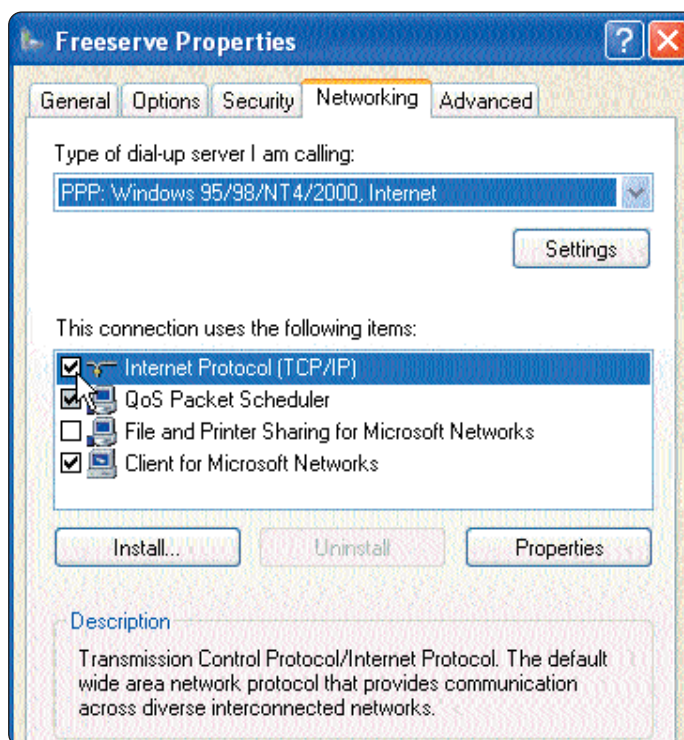 Freeserve Properties
General Options Security Networking Advanced
Type of dial-up server I am calling:
PPP: Windows 95/98/NT4/2000, Internet
Settings
This connection uses the following items:
Internet Protocol (TCP/IP)
QoS Packet Scheduler
File and Printer Sharing for Microsoft Networks
Client for Microsoft Networks
Install... Uninstall Properties
Description
Transmission Control Protocol/Internet Protocol. The default
wide area network protocol that provides communication
across diverse interconnected networks.